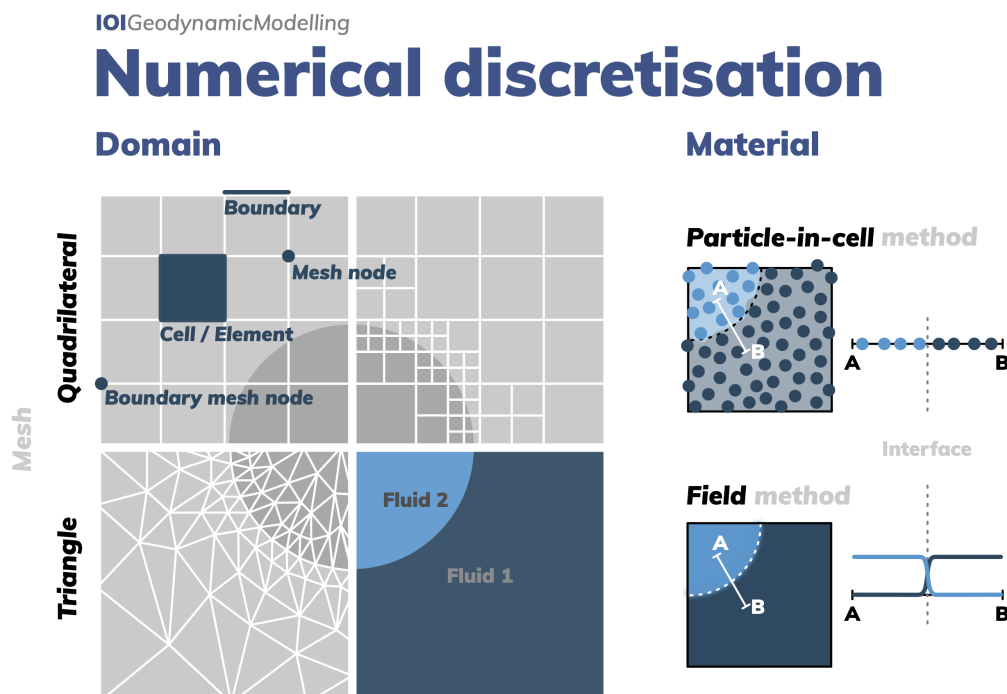 IOIGeodynamicModelling
Numerical discretisation
Domain
Material
Mesh
Quadrilateral
Boundary
Mesh node
Cell / Element
Boundary mesh node
Triangle
Fluid 2
Fluid 1
Particle-in-cell method
A
B
A
B
Interface
Field method
A
B
A
B